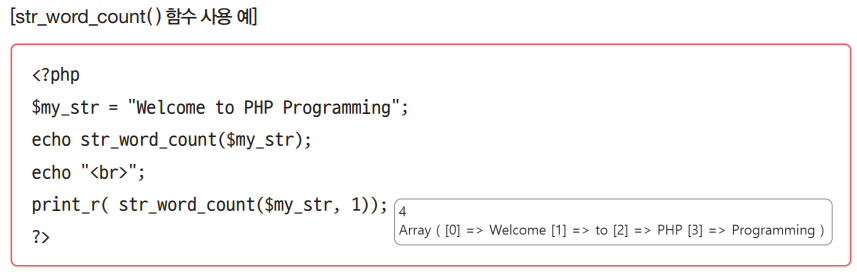 [str_word_count() 함수 사용 예]
<?php
$my_str = "Welcome to PHP Programming";
echo str_word_count($my_str);
echo "<br>";
print_r( str_word_count($my_str, 1));
?>
4
Array ( [0] => Welcome [1] => to [2] => PHP [3] => Programming )